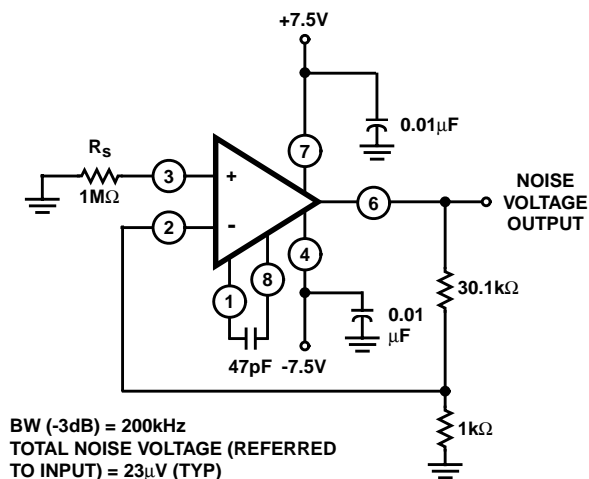 +7.5V
0.01μF
7
Rs
1MΩ
3
+
2
-
6
NOISE
VOLTAGE
OUTPUT
4
8
1
30.1kΩ
0.01
μF
47pF
-7.5V
1kΩ
BW (-3dB) = 200kHz
TOTAL NOISE VOLTAGE (REFERRED
TO INPUT) = 23μV (TYP)